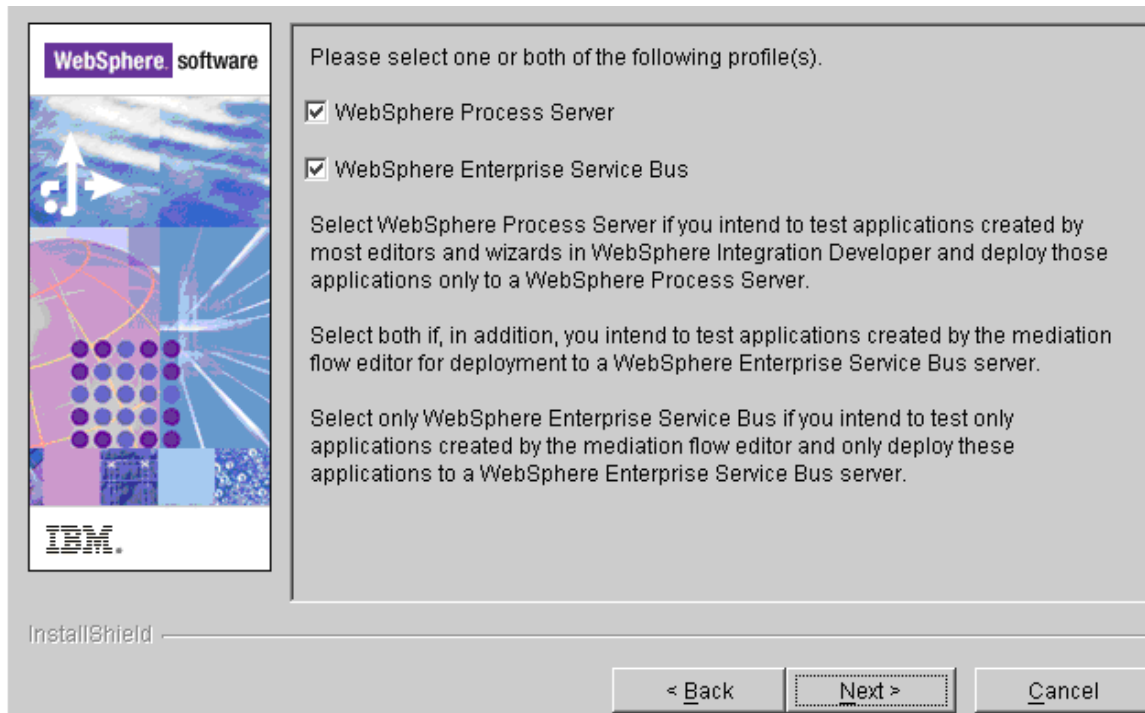 WebSphere. software
Please select one or both of the following profile(s).
WebSphere Process Server
WebSphere Enterprise Service Bus
Select WebSphere Process Server if you intend to test applications created by
most editors and wizards in WebSphere Integration Developer and deploy those
applications only to a WebSphere Process Server.
Select both if, in addition, you intend to test applications created by the mediation
flow editor for deployment to a WebSphere Enterprise Service Bus server.
Select only WebSphere Enterprise Service Bus if you intend to test only
applications created by the mediation flow editor and only deploy these
applications to a WebSphere Enterprise Service Bus server.
IBM.
InstallShield
< Back
Next >
Cancel